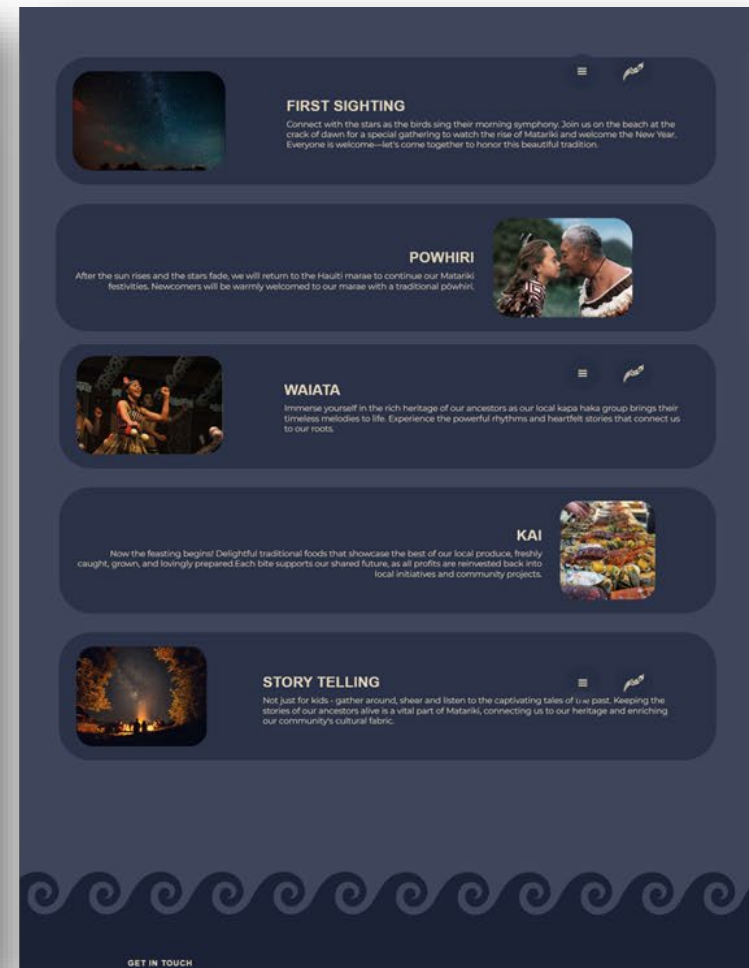 FIRST SIGHTING
Connect with the stars as the birds sing their morning symphony. Join us on the beach at the
crack of dawn for a special gathering to watch the rise of Matariki and welcome the New Year.
Everyone is welcome—let's come together to honor this beautiful tradition.
POWHIRI
After the sun rises and the stars fade, we will return to the Hauiti marae to continue our Matariki
festivities. Newcomers will be warmly welcomed to our marae with a traditional pōwhiri.
WAIATA
Immerse yourself in the rich heritage of our ancestors as our local kapa haka group brings their
timeless melodies to life. Experience the powerful rhythms and heartfelt stories that connect us
to our roots.
KAI
Now the feasting begins! Delightful traditional foods that showcase the best of our local produce, freshly
caught, grown, and lovingly prepared.Each bite supports our shared future, as all profits are reinvested back into
local initiatives and community projects.
STORY TELLING
Not just for kids - gather around, shear and listen to the captivating tales of the past. Keeping the
stories of our ancestors alive is a vital part of Matariki, connecting us to our heritage and enriching
our community's cultural fabric.
GET IN TOUCH